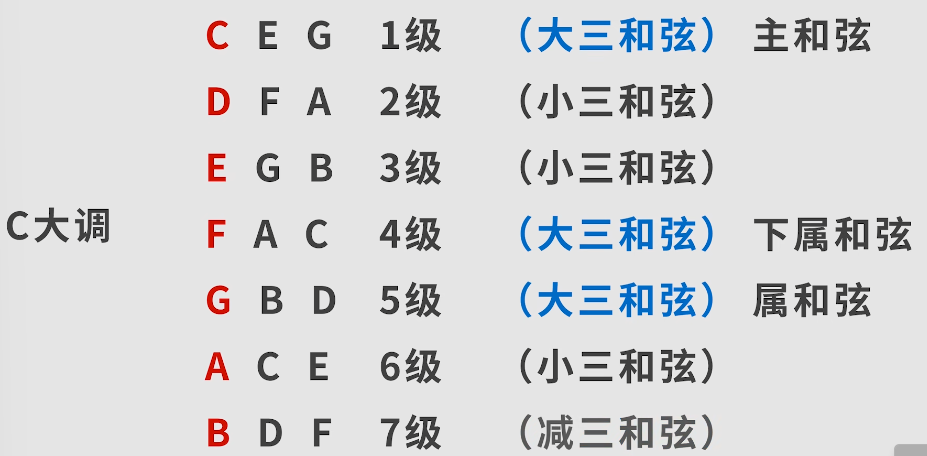 C E G 1级 （大三和弦） 主和弦
D F A 2级 （小三和弦）
E G B 3级 （小三和弦）
C大调
F A C 4级 （大三和弦） 下属和弦
G B D 5级 （大三和弦） 属和弦
A C E 6级 （小三和弦）
B D F 7级 （减三和弦）